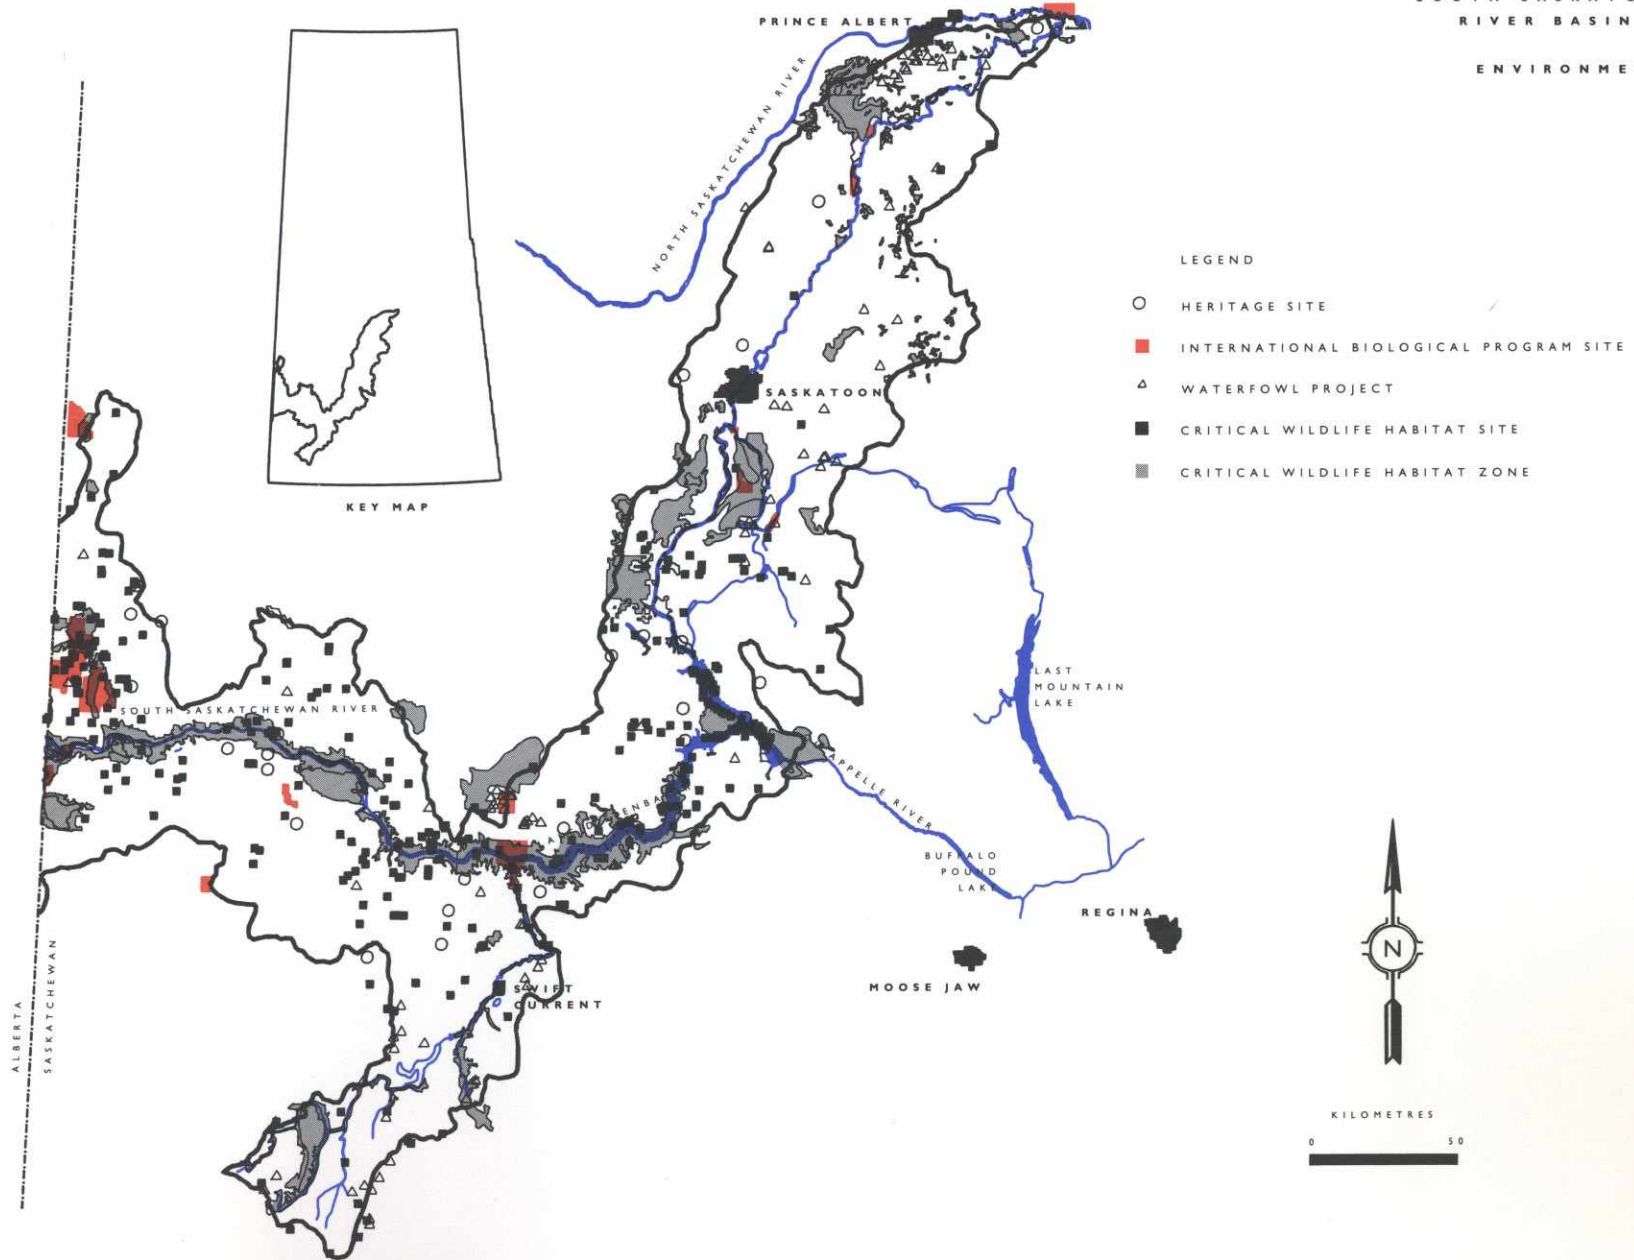 RIVER BASIN
PRINCE ALBERT
NORTH SASKATCHEWAN RIVER
LEGEND
HERITAGE SITE
INTERNATIONAL BIOLOGICAL PROGRAM SITE
WATERFOWL PROJECT
CRITICAL WILDLIFE HABITAT SITE
CRITICAL WILDLIFE HABITAT ZONE
SASKATOON
KEY MAP
LAST
MOUNTAIN
LAKE
SOUTH SASKATCHEWAN RIVER
APPELLE RIVER
BUFFALO
POUND
LAKE
REGINA
MOOSE JAW
SWIFT
CURRENT
ALBERTA
SASKATCHEWAN
N
KILOMETRES
0 50